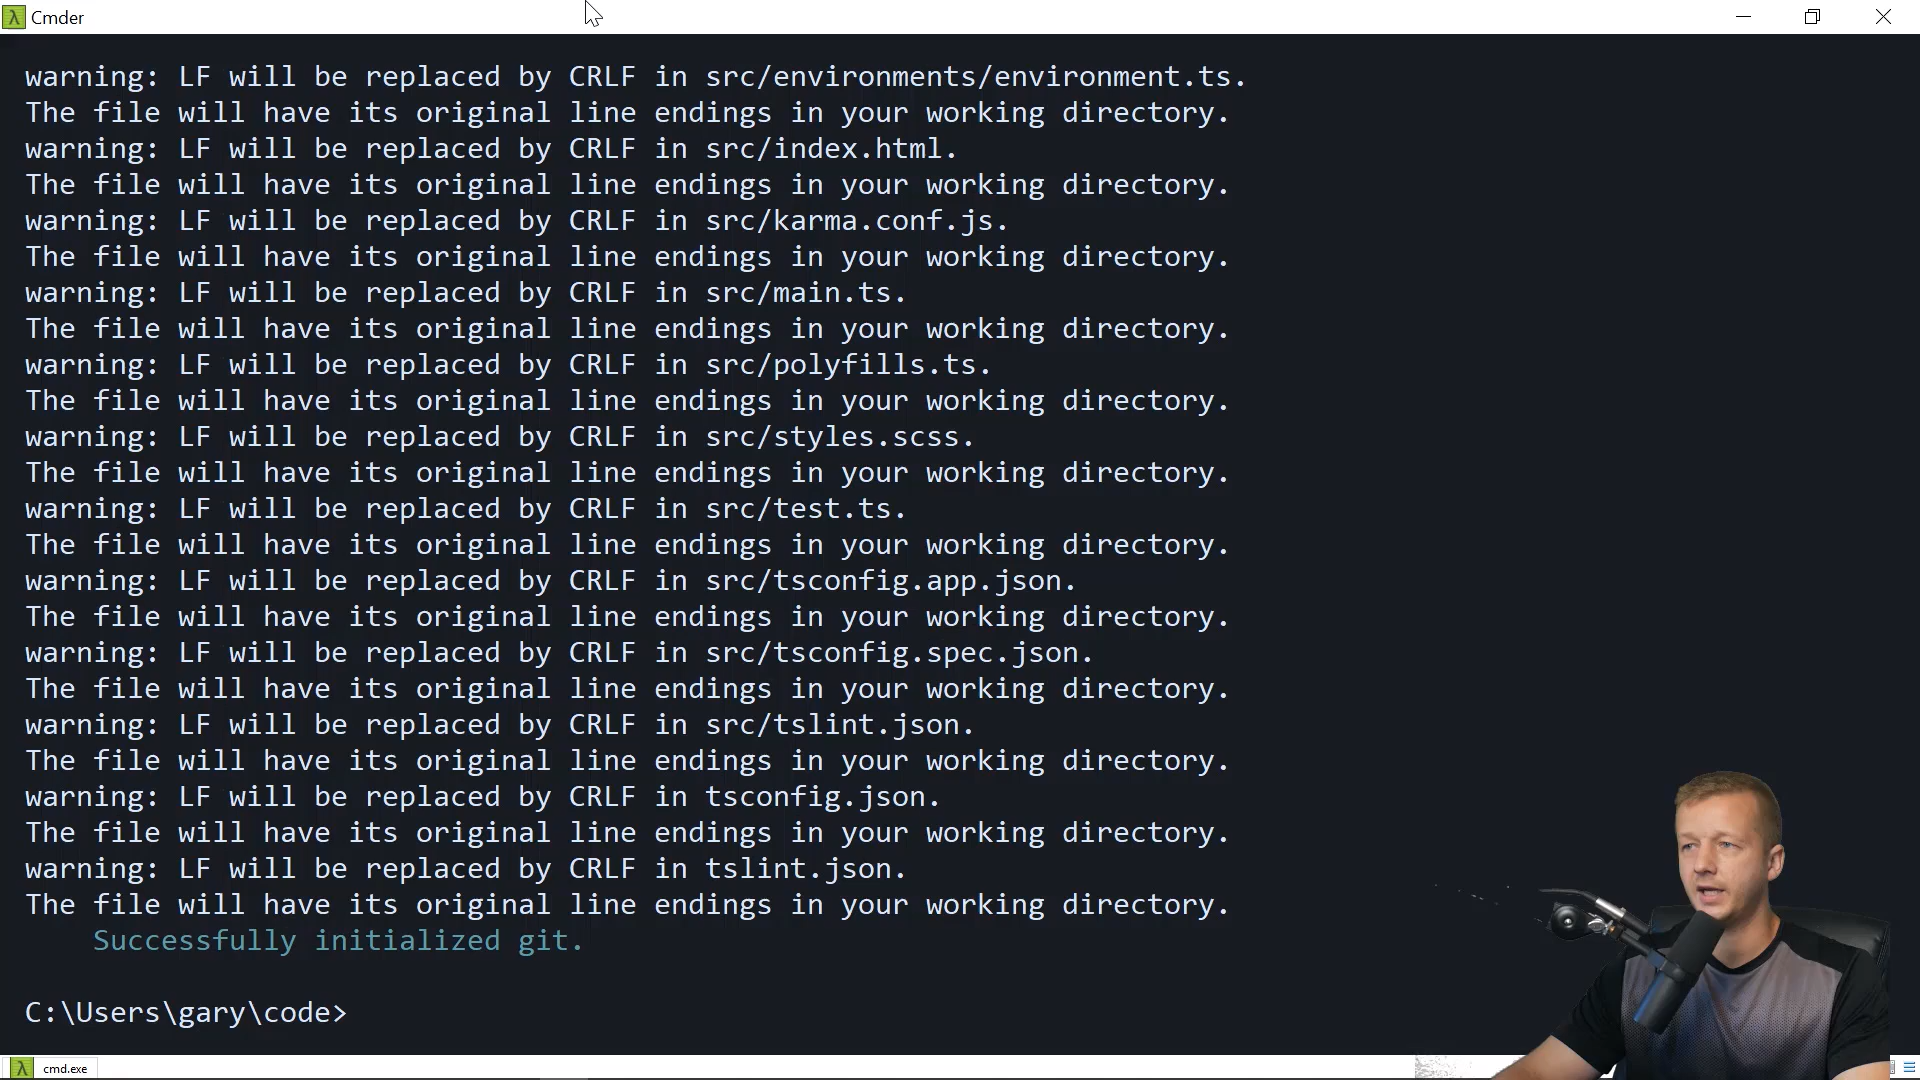 Cmder
warning: LF will be replaced by CRLF in src/environments/environment.ts.
The file will have its original line endings in your working directory.
warning: LF will be replaced by CRLF in src/index.html.
The file will have its original line endings in your working directory.
warning: LF will be replaced by CRLF in src/karma.conf.js.
The file will have its original line endings in your working directory.
warning: LF will be replaced by CRLF in src/main.ts.
The file will have its original line endings in your working directory.
warning: LF will be replaced by CRLF in src/polyfills.ts.
The file will have its original line endings in your working directory.
warning: LF will be replaced by CRLF in src/styles.scss.
The file will have its original line endings in your working directory.
warning: LF will be replaced by CRLF in src/test.ts.
The file will have its original line endings in your working directory.
warning: LF will be replaced by CRLF in src/tsconfig.app.json.
The file will have its original line endings in your working directory.
warning: LF will be replaced by CRLF in src/tsconfig.spec.json.
The file will have its original line endings in your working directory.
warning: LF will be replaced by CRLF in src/tslint.json.
The file will have its original line endings in your working directory.
warning: LF will be replaced by CRLF in tsconfig.json.
The file will have its original line endings in your working directory.
warning: LF will be replaced by CRLF in tslint.json.
The file will have its original line endings in your working directory.
Successfully initialized git.
C:\Users\gary\code>
cmd.exe